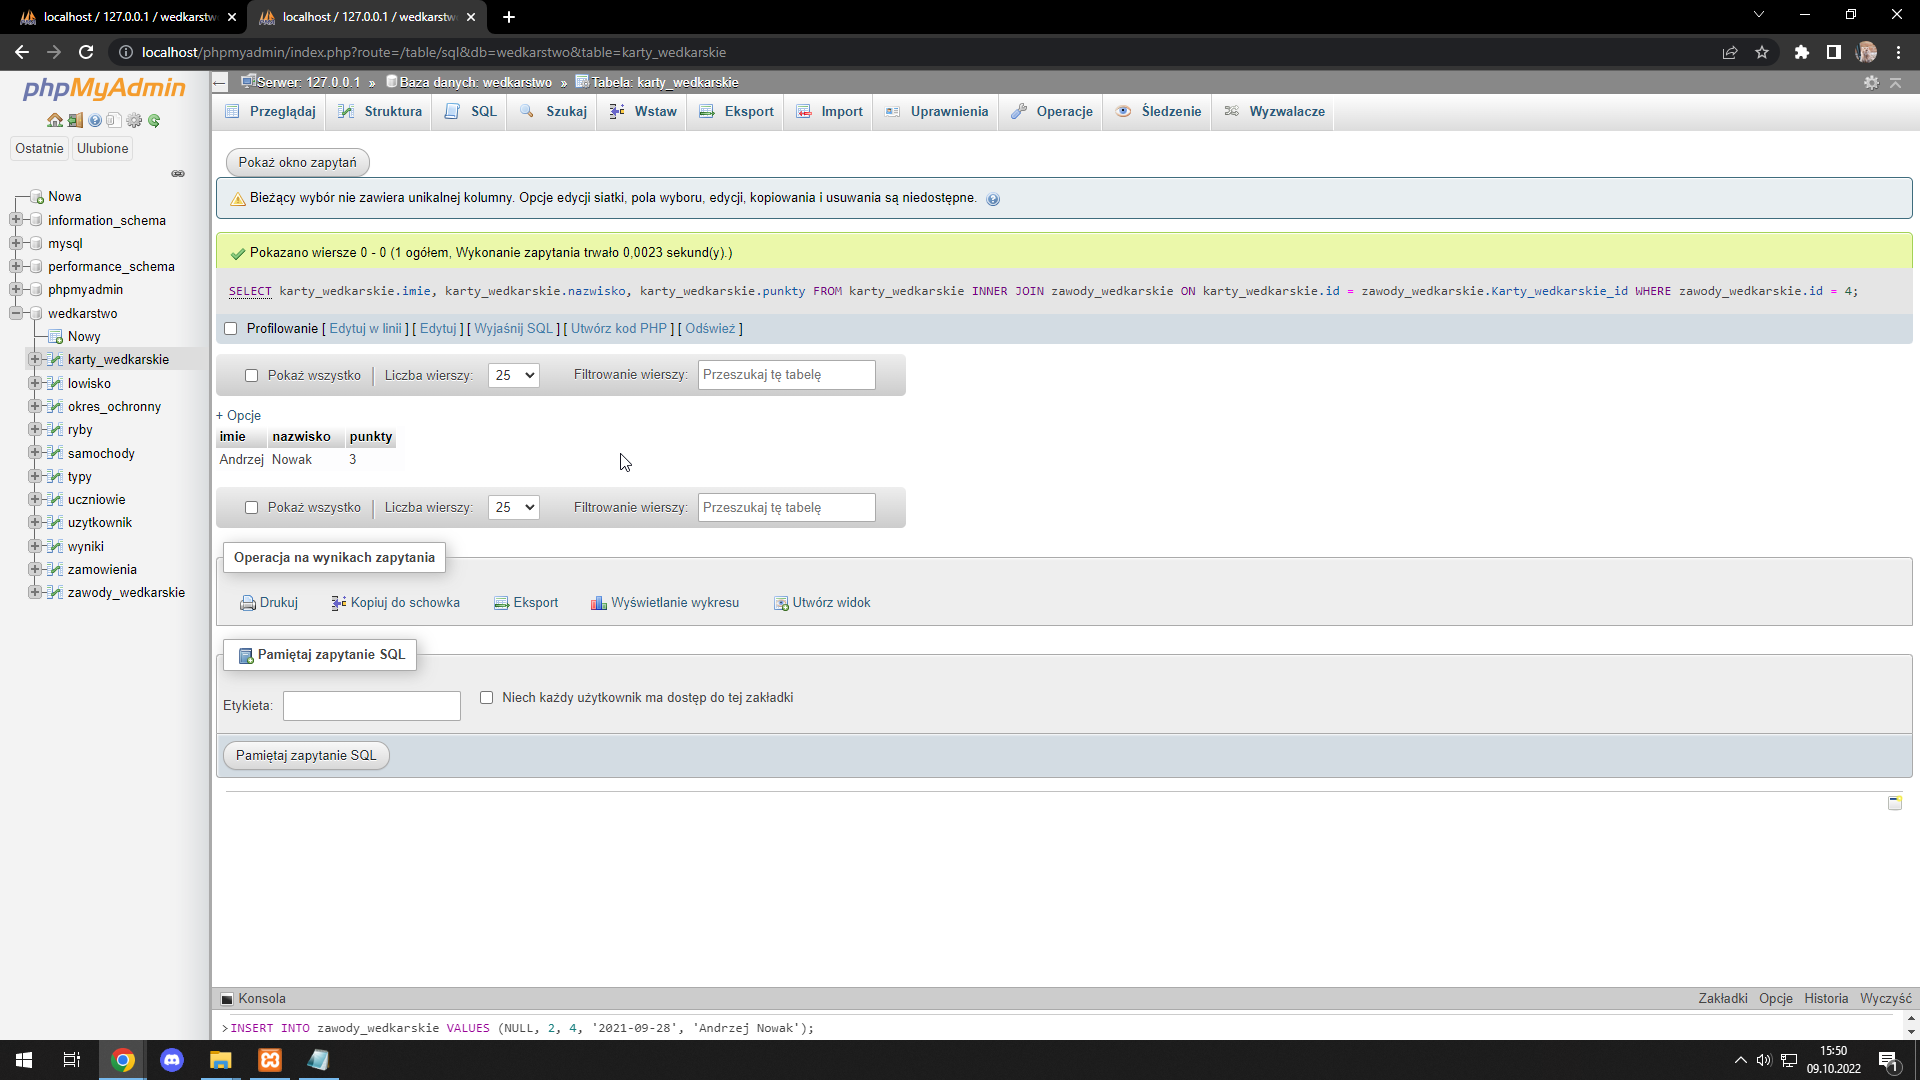 localhost / 127.0.0.1 / wedkarstw
localhost / 127.0.0.1 / wedkarstw
localhost/phpmyadmin/index.php?route=/table/sql&db=wedkarstwo&table=karty_wedkarskie
phpMyAdmin
Ostatnie Ulubione
Nowa
information_schema
mysql
performance_schema
phpmyadmin
wedkarstwo
Nowy
karty_wedkarskie
lowisko
okres_ochronny
ryby
samochody
typy
uczniowie
uzytkownik
wyniki
zamowienia
zawody_wedkarskie
Serwer: 127.0.0.1 » Baza danych: wedkarstwo » Tabela: karty_wedkarskie
Przeglądaj Struktura SQL Szukaj Wstaw Eksport Import Uprawnienia Operacje Śledzenie Wyzwalacze
Pokaż okno zapytań
Bieżący wybór nie zawiera unikalnej kolumny. Opcje edycji siatki, pola wyboru, edycji, kopiowania i usuwania są niedostępne.
Pokazano wiersze 0 - 0 (1 ogółem, Wykonanie zapytania trwało 0,0023 sekund(y).)
SELECT karty_wedkarskie.imie, karty_wedkarskie.nazwisko, karty_wedkarskie.punkty FROM karty_wedkarskie INNER JOIN zawody_wedkarskie ON karty_wedkarskie.id = zawody_wedkarskie.Karty_wedkarskie_id WHERE zawody_wedkarskie.id = 4;
Profilowanie [ Edytuj w linii ] [ Edytuj ] [ Wyjaśnij SQL ] [ Utwórz kod PHP ] [ Odśwież ]
Pokaż wszystko Liczba wierszy: 25 Filtrowanie wierszy: Przeszukaj tę tabelę
+ Opcje
imie nazwisko punkty
Andrzej Nowak 3
Pokaż wszystko Liczba wierszy: 25 Filtrowanie wierszy: Przeszukaj tę tabelę
Operacja na wynikach zapytania
Drukuj Kopiuj do schowka Eksport Wyświetlanie wykresu Utwórz widok
Pamiętaj zapytanie SQL
Etykieta: Niech każdy użytkownik ma dostęp do tej zakładki
Pamiętaj zapytanie SQL
Konsola Zakładki Opcje Historia Wyczyść
>INSERT INTO zawody_wedkarskie VALUES (NULL, 2, 4, '2021-09-28', 'Andrzej Nowak');
15:50
09.10.2022
1